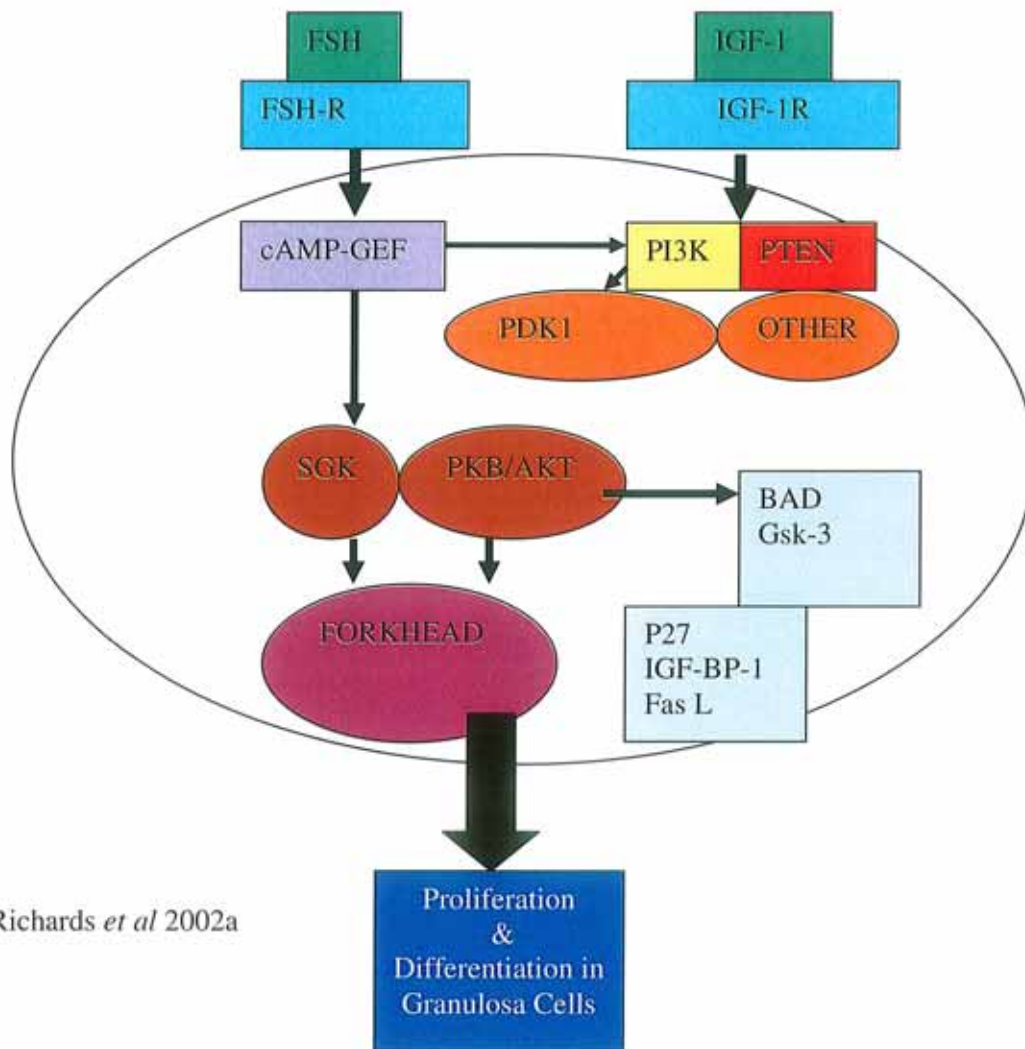 FSH
IGF-1
FSH-R
IGF-1R
cAMP-GEF
PI3K
PTEN
PDK1
OTHER
SGK
PKB/AKT
BAD
Gsk-3
FORKHEAD
P27
IGF-BP-1
Fas L
Richards et al 2002a
Proliferation
&
Differentiation in
Granulosa Cells